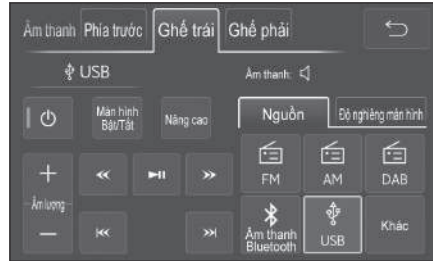 Âm thanh Phía trước Ghế trái Ghế phải
USB
Âm thanh:
Màn hình
Bật/Tắt
Nâng cao
Nguồn
Độ nghiêng màn hình
+
Âm lượng
−
FM
AM
DAB
Âm thanh
Bluetooth
USB
Khác